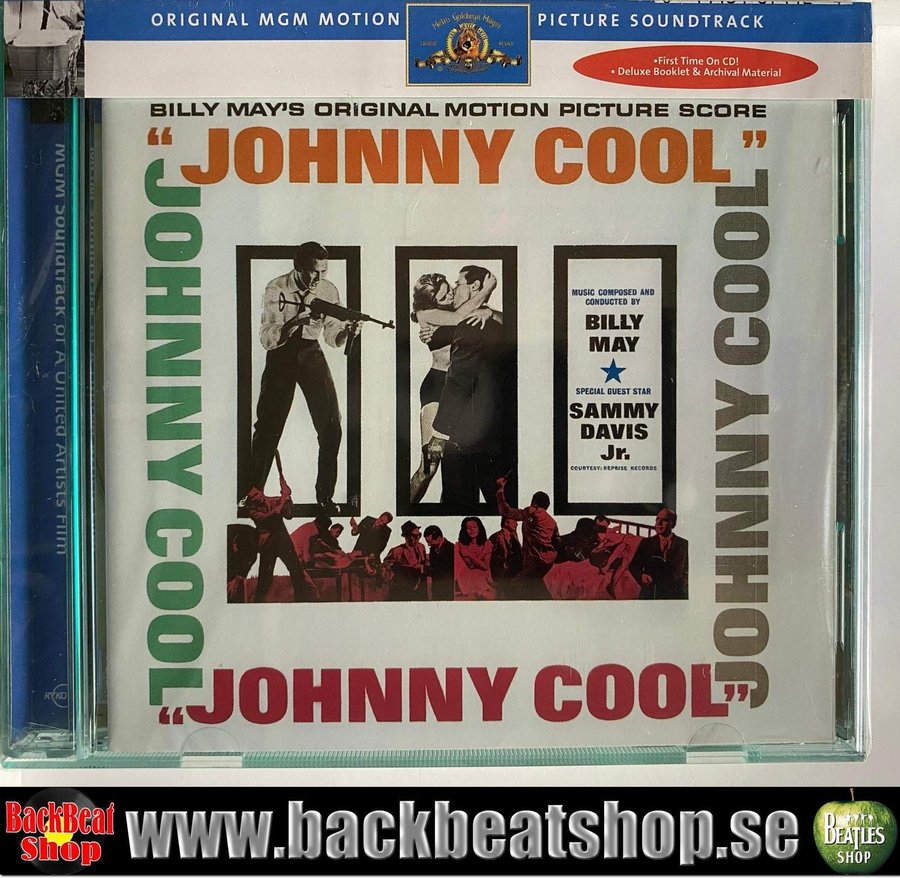 ORIGINAL MGM MOTION PICTURE SOUNDTRACK
Metro Goldwyn Mayer
•First Time On CD!
• Deluxe Booklet & Archival Material
BILLY MAY'S ORIGINAL MOTION PICTURE SCORE
"JOHNNY COOL"
JOHNNY COOL
JOHNNY COOL
MUSIC COMPOSED AND
CONDUCTED BY
BILLY
MAY
SPECIAL GUEST STAR
SAMMY
DAVIS
Jr.
COURTESY: REPRISE RECORDS
"JOHNNY COOL"
MGM Soundtrack of A United Artists Film
RYKO
BackBeat
Shop
www.backbeatshop.se
BEATLES
SHOP